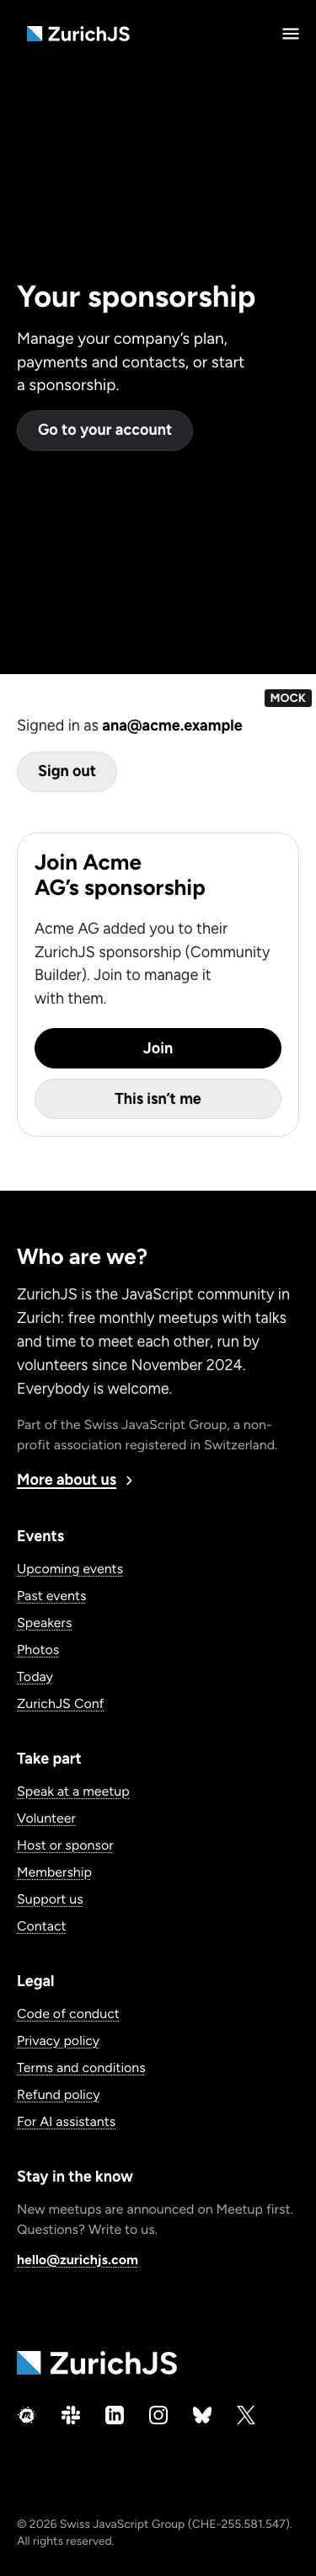 ZurichJS
Your sponsorship
Manage your company’s plan,
payments and contacts, or start
a sponsorship.
Go to your account
MOCK
Signed in as ana@acme.example
Sign out
Join Acme
AG’s sponsorship
Acme AG added you to their
ZurichJS sponsorship (Community
Builder). Join to manage it
with them.
Join
This isn’t me
Who are we?
ZurichJS is the JavaScript community in
Zurich: free monthly meetups with talks
and time to meet each other, run by
volunteers since November 2024.
Everybody is welcome.
Part of the Swiss JavaScript Group, a non-
profit association registered in Switzerland.
More about us
Events
Upcoming events
Past events
Speakers
Photos
Today
ZurichJS Conf
Take part
Speak at a meetup
Volunteer
Host or sponsor
Membership
Support us
Contact
Legal
Code of conduct
Privacy policy
Terms and conditions
Refund policy
For AI assistants
Stay in the know
New meetups are announced on Meetup first.
Questions? Write to us.
hello@zurichjs.com
ZurichJS
© 2026 Swiss JavaScript Group (CHE-255.581.547).
All rights reserved.